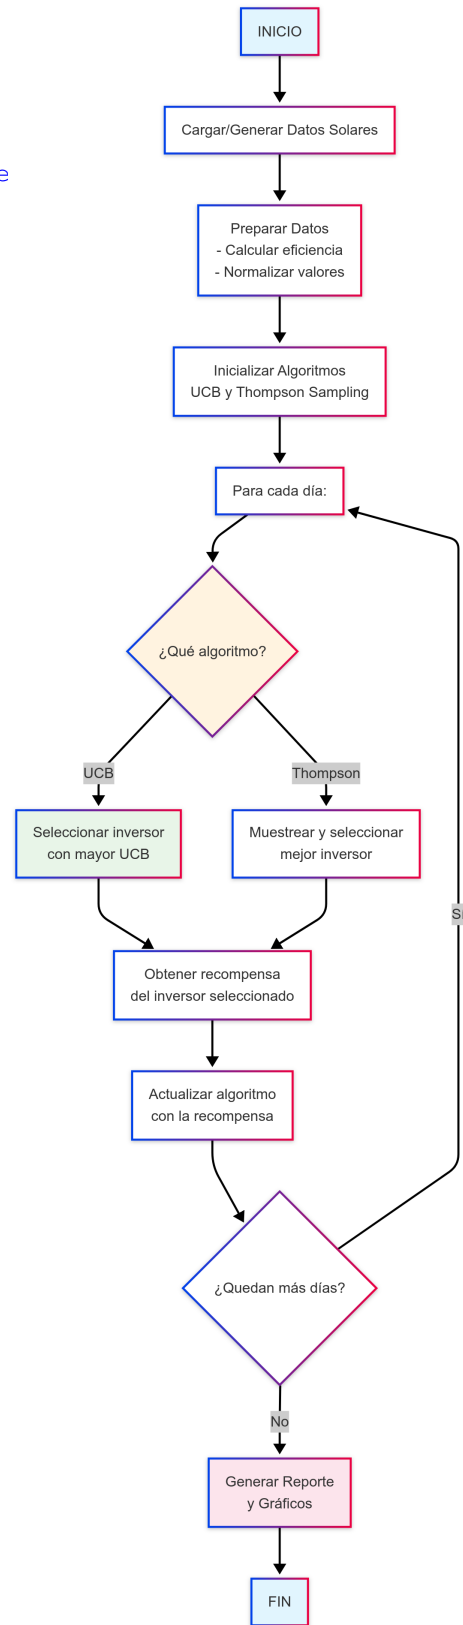 INICIO
Cargar/Generar Datos Solares
e
Preparar Datos
- Calcular eficiencia
- Normalizar valores
Inicializar Algoritmos
UCB y Thompson Sampling
Para cada día:
¿Qué algoritmo?
UCB
Thompson
Seleccionar inversor
con mayor UCB
Muestrear y seleccionar
mejor inversor
Obtener recompensa
del inversor seleccionado
Actualizar algoritmo
con la recompensa
¿Quedan más días?
No
Generar Reporte
y Gráficos
FIN